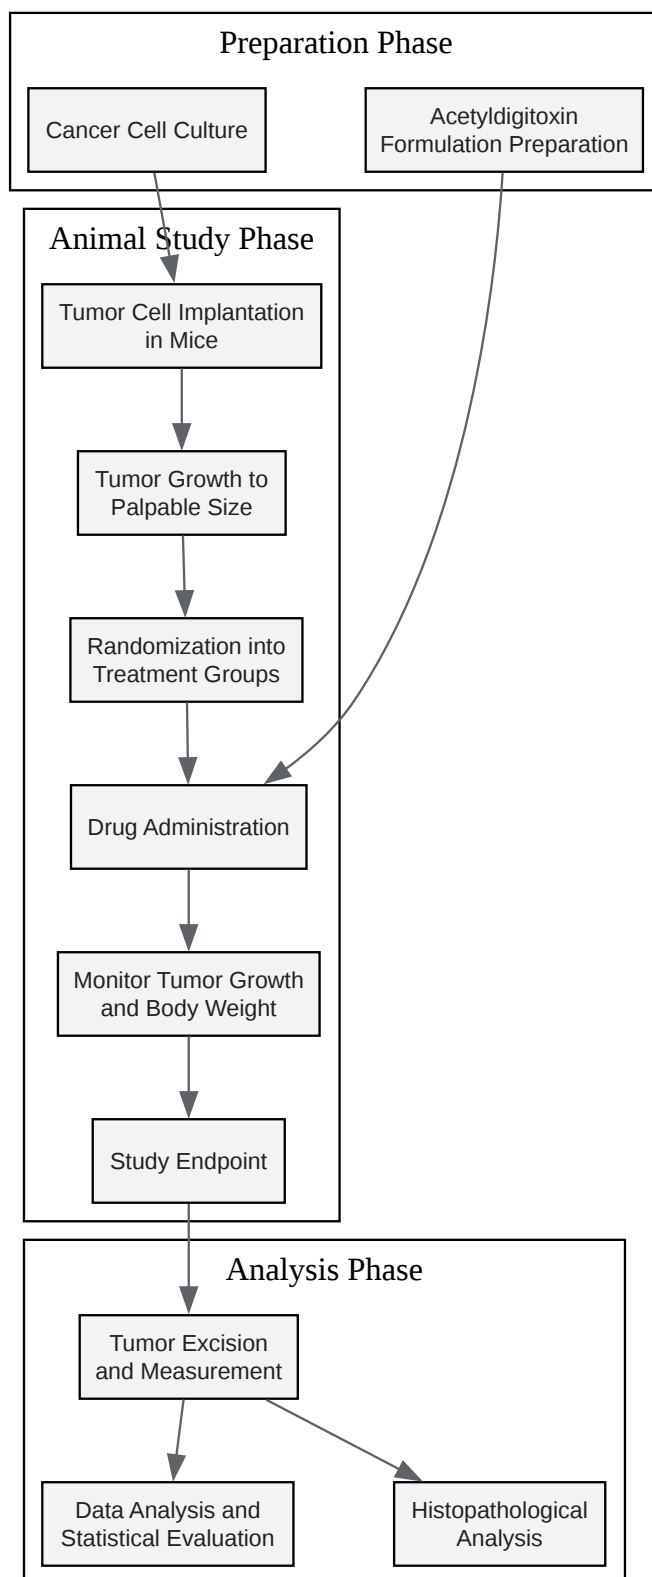 Preparation Phase
Cancer Cell Culture
Acetyldigitoxin
Formulation Preparation
Animal Study Phase
Tumor Cell Implantation
in Mice
Tumor Growth to
Palpable Size
Randomization into
Treatment Groups
Drug Administration
Monitor Tumor Growth
and Body Weight
Study Endpoint
Analysis Phase
Tumor Excision
and Measurement
Data Analysis and
Statistical Evaluation
Histopathological
Analysis